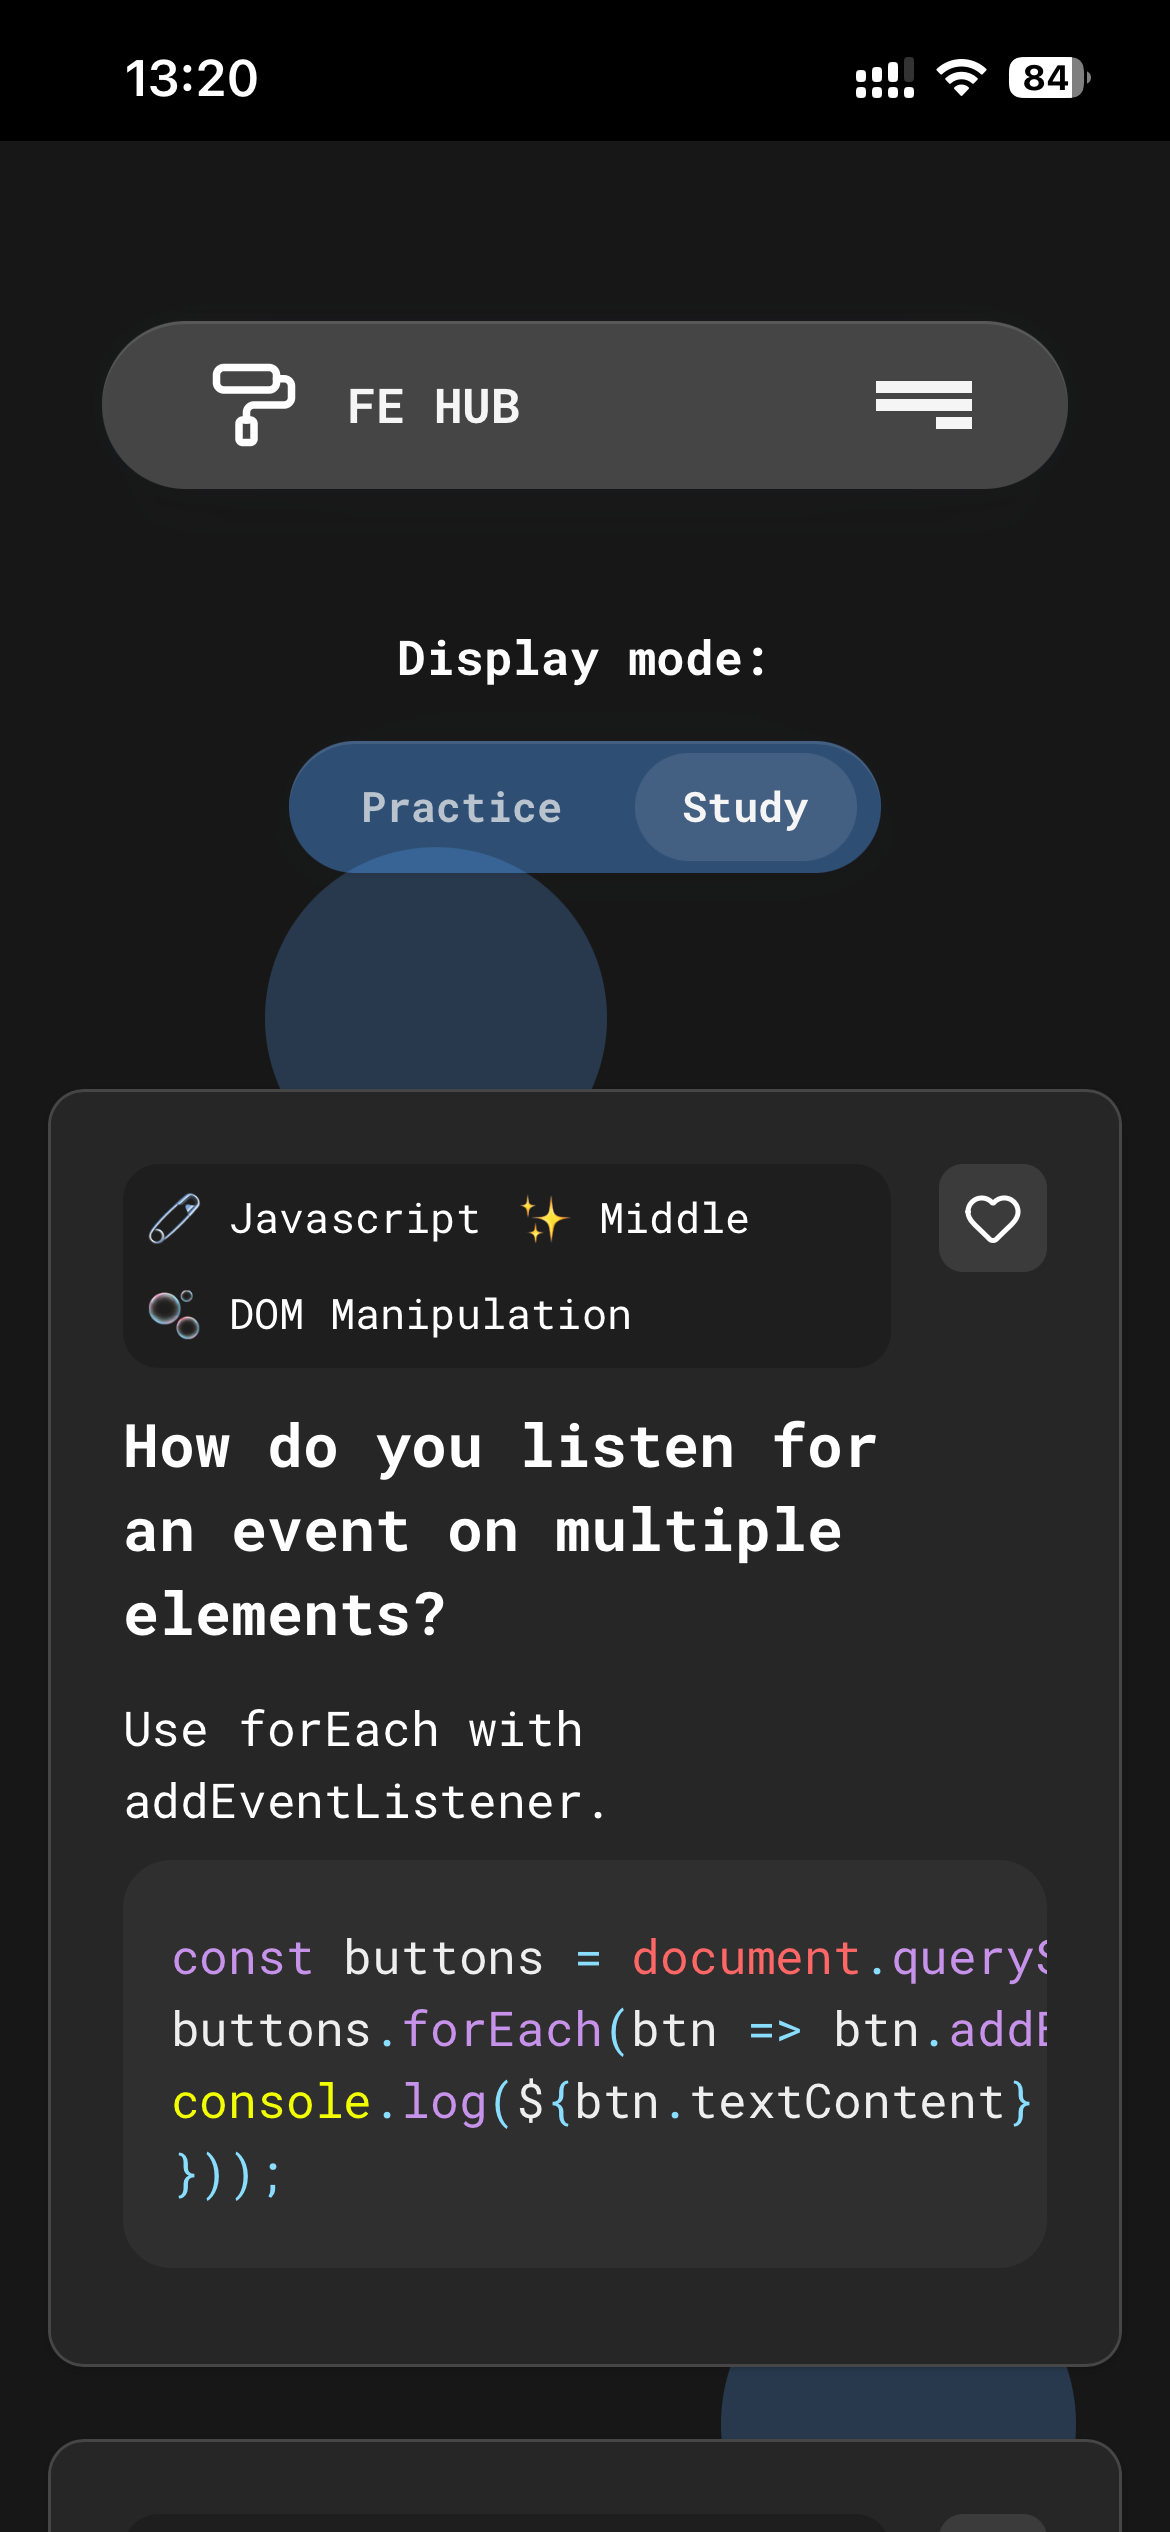 13:20
84
FE HUB
Display mode:
Practice Study
Javascript ✨ Middle
DOM Manipulation
How do you listen for
an event on multiple
elements?
Use forEach with
addEventListener.
const buttons = document.query
buttons.forEach(btn => btn.add
console.log(${btn.textContent}
}));